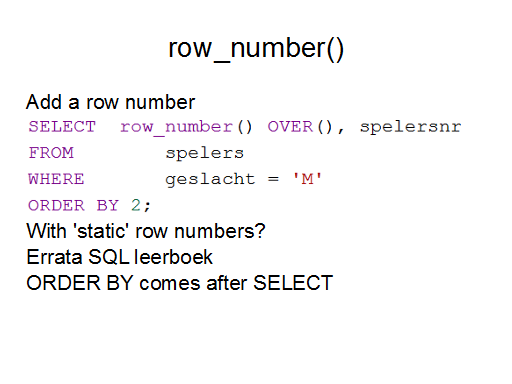 row_number()
Add a row number
SELECT row_number() OVER(), spelersnr
FROM spelers
WHERE geslacht = 'M'
ORDER BY 2;
With 'static' row numbers?
Errata SQL leerboek
ORDER BY comes after SELECT